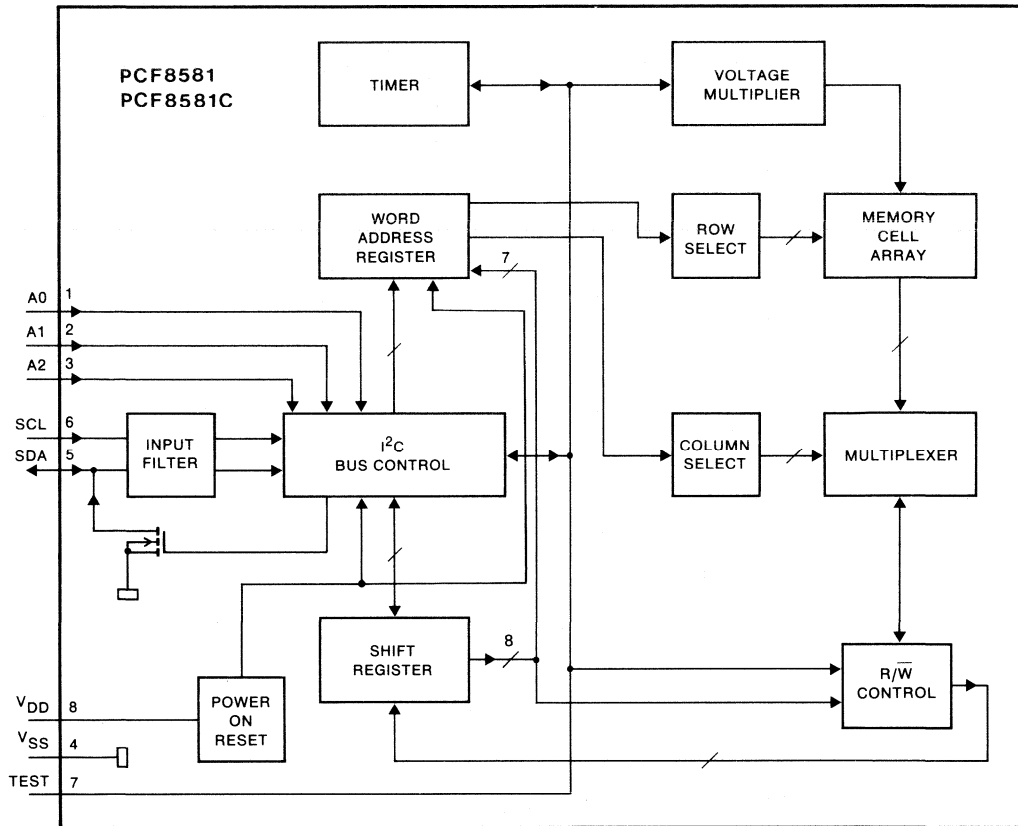 PCF8581
PCF8581C
TIMER
VOLTAGE
MULTIPLIER
WORD
ADDRESS
REGISTER
ROW
SELECT
MEMORY
CELL
ARRAY
7
A0 1
A1 2
A2 3
SCL 6
SDA 5
INPUT
FILTER
I²C
BUS CONTROL
COLUMN
SELECT
MULTIPLEXER
SHIFT
REGISTER
8
R/W̅
CONTROL
POWER
ON
RESET
VDD 8
VSS 4
TEST 7